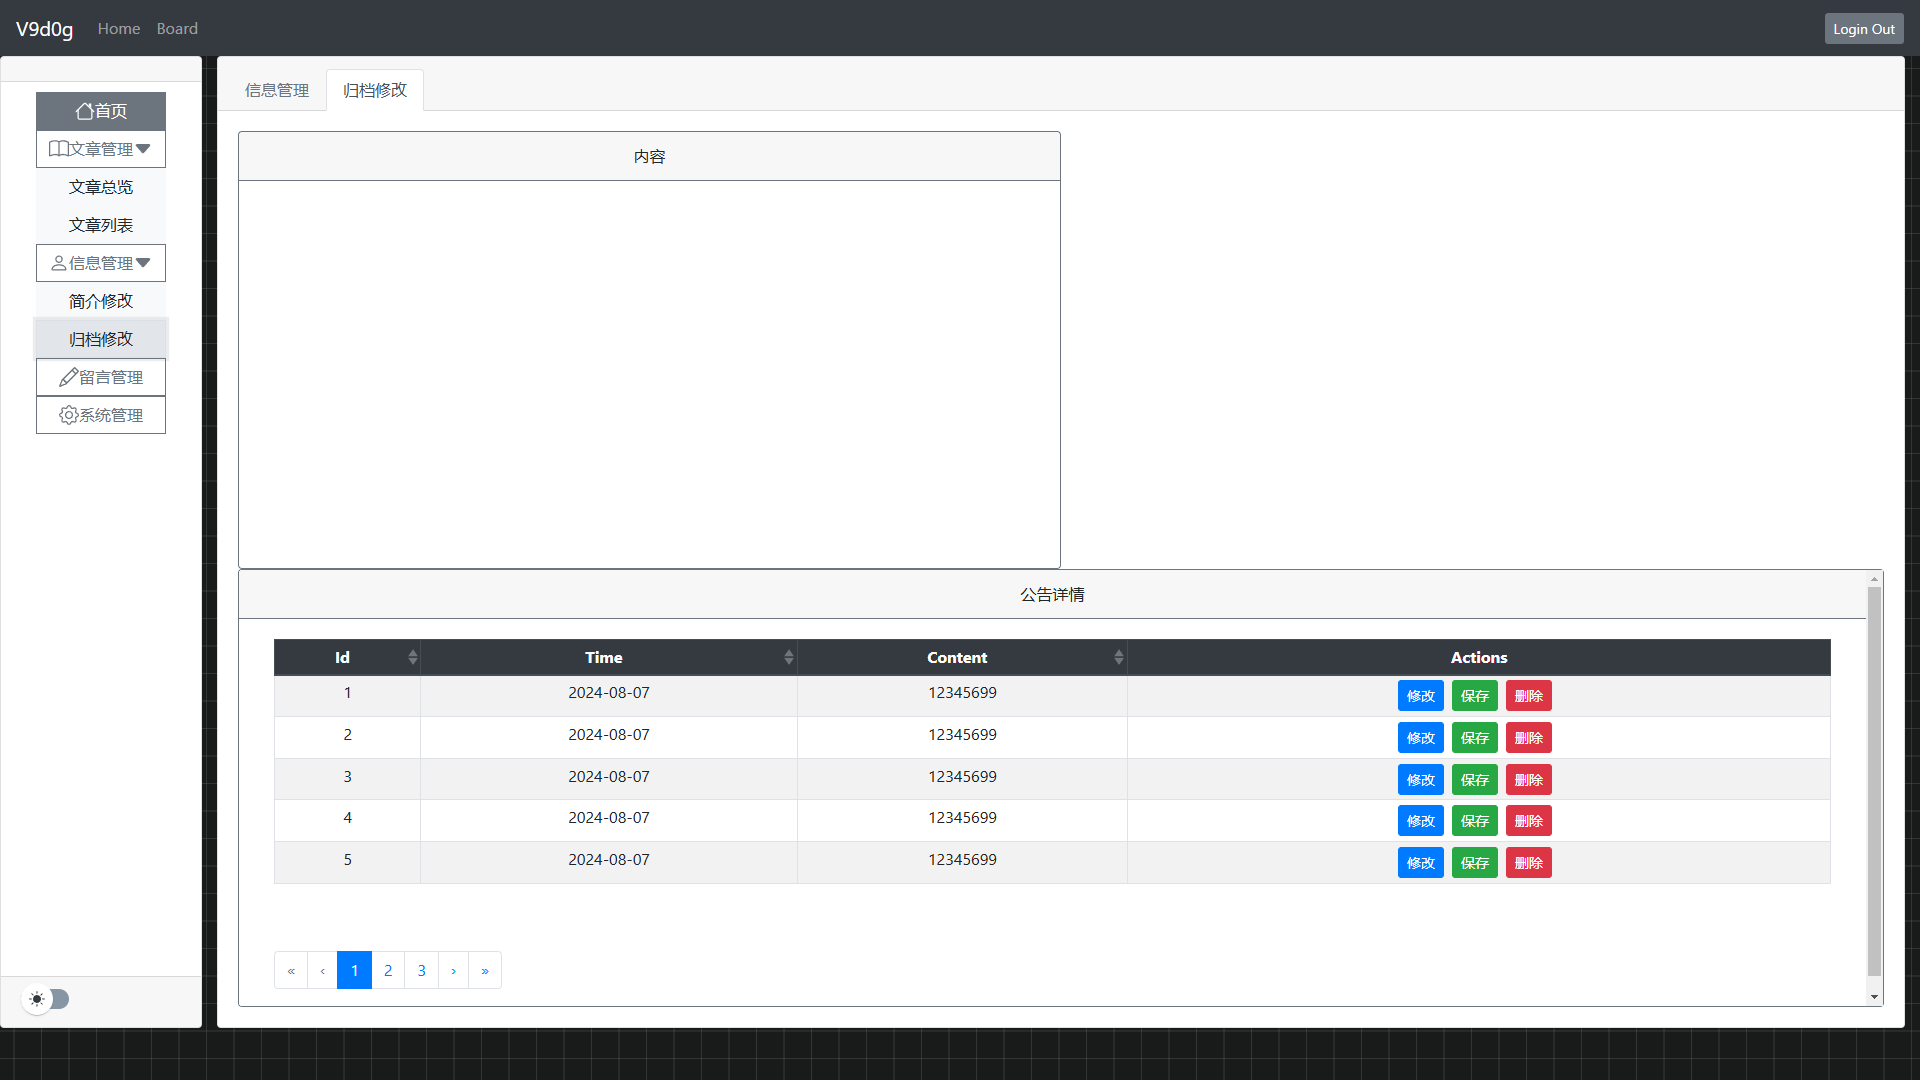 V9d0g Home Board Login Out
首页
文章管理
文章总览
文章列表
信息管理
简介修改
归档修改
留言管理
系统管理
信息管理 归档修改
内容
公告详情
Id Time Content Actions
1 2024-08-07 12345699 修改 保存 删除
2 2024-08-07 12345699 修改 保存 删除
3 2024-08-07 12345699 修改 保存 删除
4 2024-08-07 12345699 修改 保存 删除
5 2024-08-07 12345699 修改 保存 删除
« ‹ 1 2 3 › »